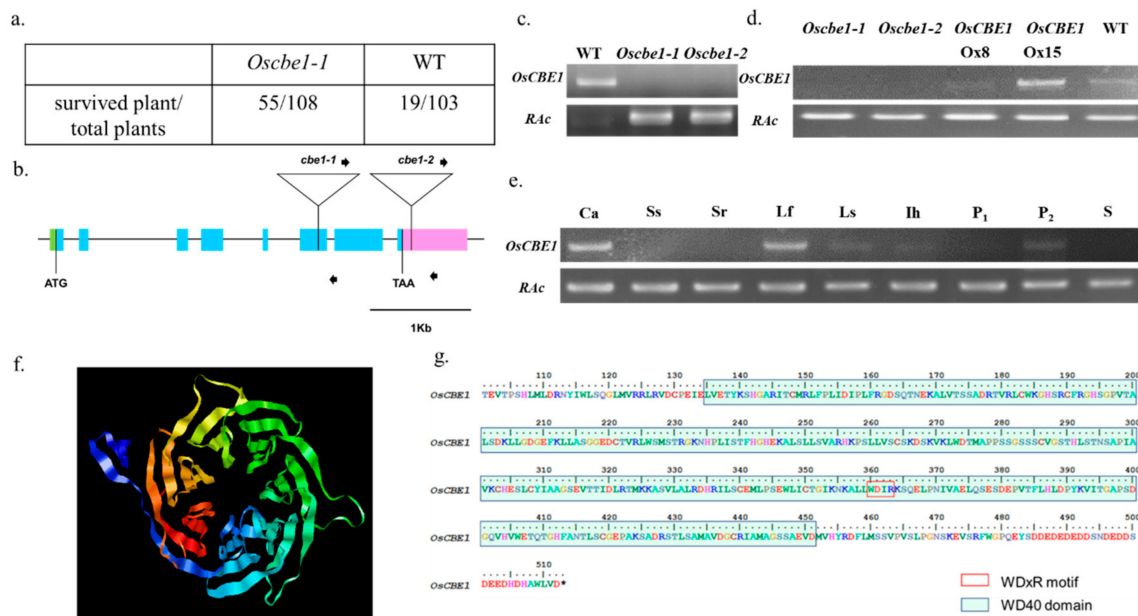 a.
Oscbe1-1 WT
survived plant/ total plants 55/108 19/103
b.
cbe1-1 cbe1-2
ATG TAA
1Kb
c.
WT Oscbe1-1 Oscbe1-2
OsCBE1
RAc
d.
Oscbe1-1 Oscbe1-2 OsCBE1 Ox8 OsCBE1 Ox15 WT
OsCBE1
RAc
e.
Ca Ss Sr Lf Ls Ih P1 P2 S
OsCBE1
RAc
f.
g.
110 120 130 140 150 160 170 180 190 200
OsCBE1 TEVTPSHLMLDRNYIWLSQGLMVRRLRVDCPEIELVETYKSHGARITCMRLFPLIDIPLFRGDSQTNEKALVTSSADRTVRLCWKGHSRCFRGHSGPVTA
210 220 230 240 250 260 270 280 290 300
OsCBE1 LSDKLLGDGEFKLLASGGEDCTVRLWSMSTRGKNHPLISTFHGHEKALSLLSVARHKPSLLVSCSKDSKVKLWDTMAPPSSGSSSCVGSTHLSTNSAPIA
310 320 330 340 350 360 370 380 390 400
OsCBE1 VKCHESLCYIAAGSEVTTIDLRTMKKASVLALRDHRILSCEMLPSEWLICTGIKNKALLWDIRKSQELPNIVAELQSESDEPVTFLHLDPYKVITGAPSD
410 420 430 440 450 460 470 480 490 500
OsCBE1 GQVHVWETQTGHFANTLSCGEPAKSADRSTLSAMAVDGCRIAMAGSSAEVDMVHYRDFLMSSVPVSLPGNSKEVSRFWGPQEYSDDEDEDEDDSNDEDDS
510
OsCBE1 DEEDHDHAWLVD*
WDxR motif
WD40 domain